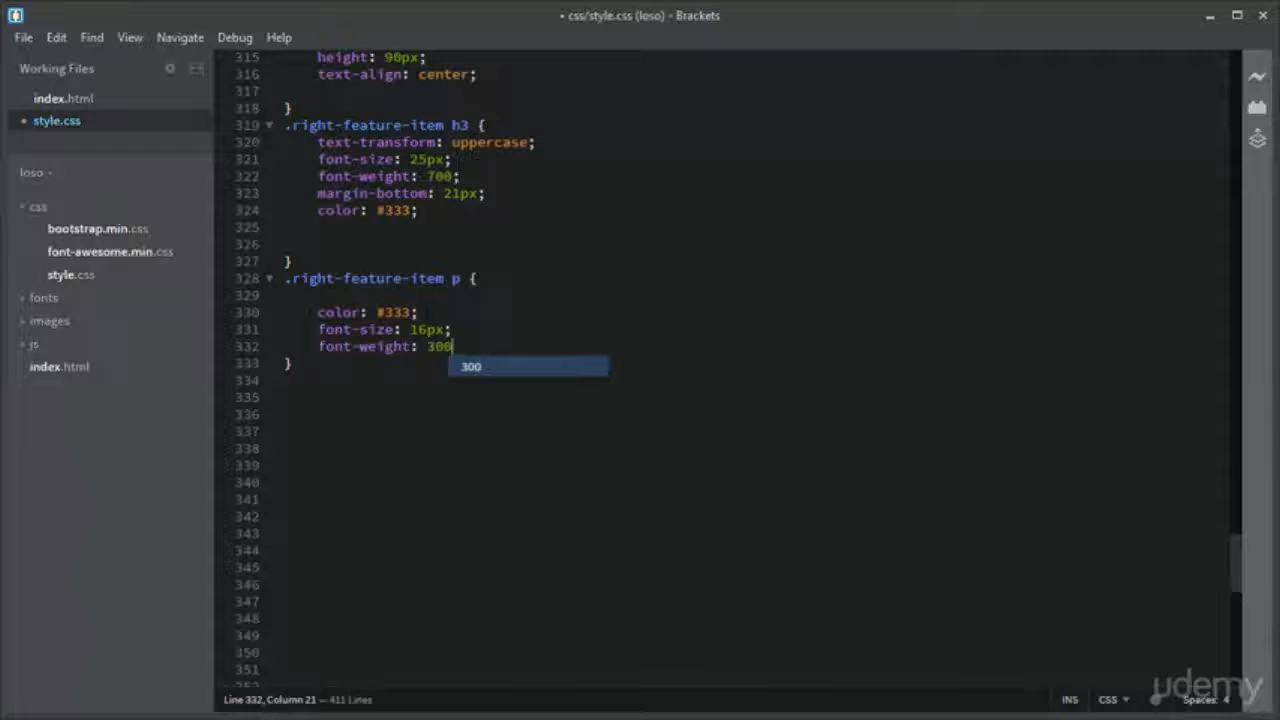 • css/style.css (loso) - Brackets
File Edit Find View Navigate Debug Help
Working Files
index.html
• style.css
loso
css
bootstrap.min.css
font-awesome.min.css
style.css
fonts
images
js
index.html
315 height: 90px;
316 text-align: center;
317
318 }
319 .right-feature-item h3 {
320 text-transform: uppercase;
321 font-size: 25px;
322 font-weight: 700;
323 margin-bottom: 21px;
324 color: #333;
325
326
327 }
328 .right-feature-item p {
329
330 color: #333;
331 font-size: 16px;
332 font-weight: 300
300
333 }
334
335
336
337
338
339
340
341
342
343
344
345
346
347
348
349
350
351
Line 332, Column 21 — 411 Lines
INS CSS Spaces: 4
udemy